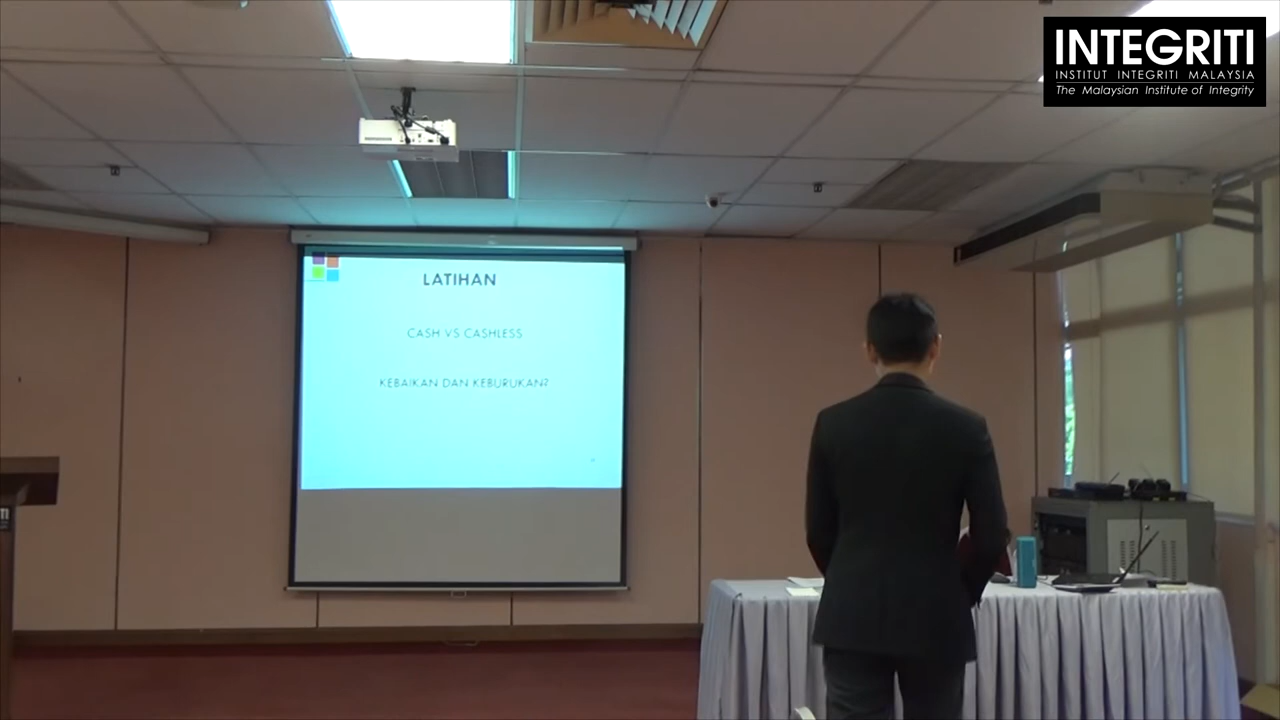 INTEGRITI
INSTITUT INTEGRITI MALAYSIA
The Malaysian Institute of Integrity
LATIHAN
CASH VS CASHLESS
KEBAIKAN DAN KEBURUKAN?